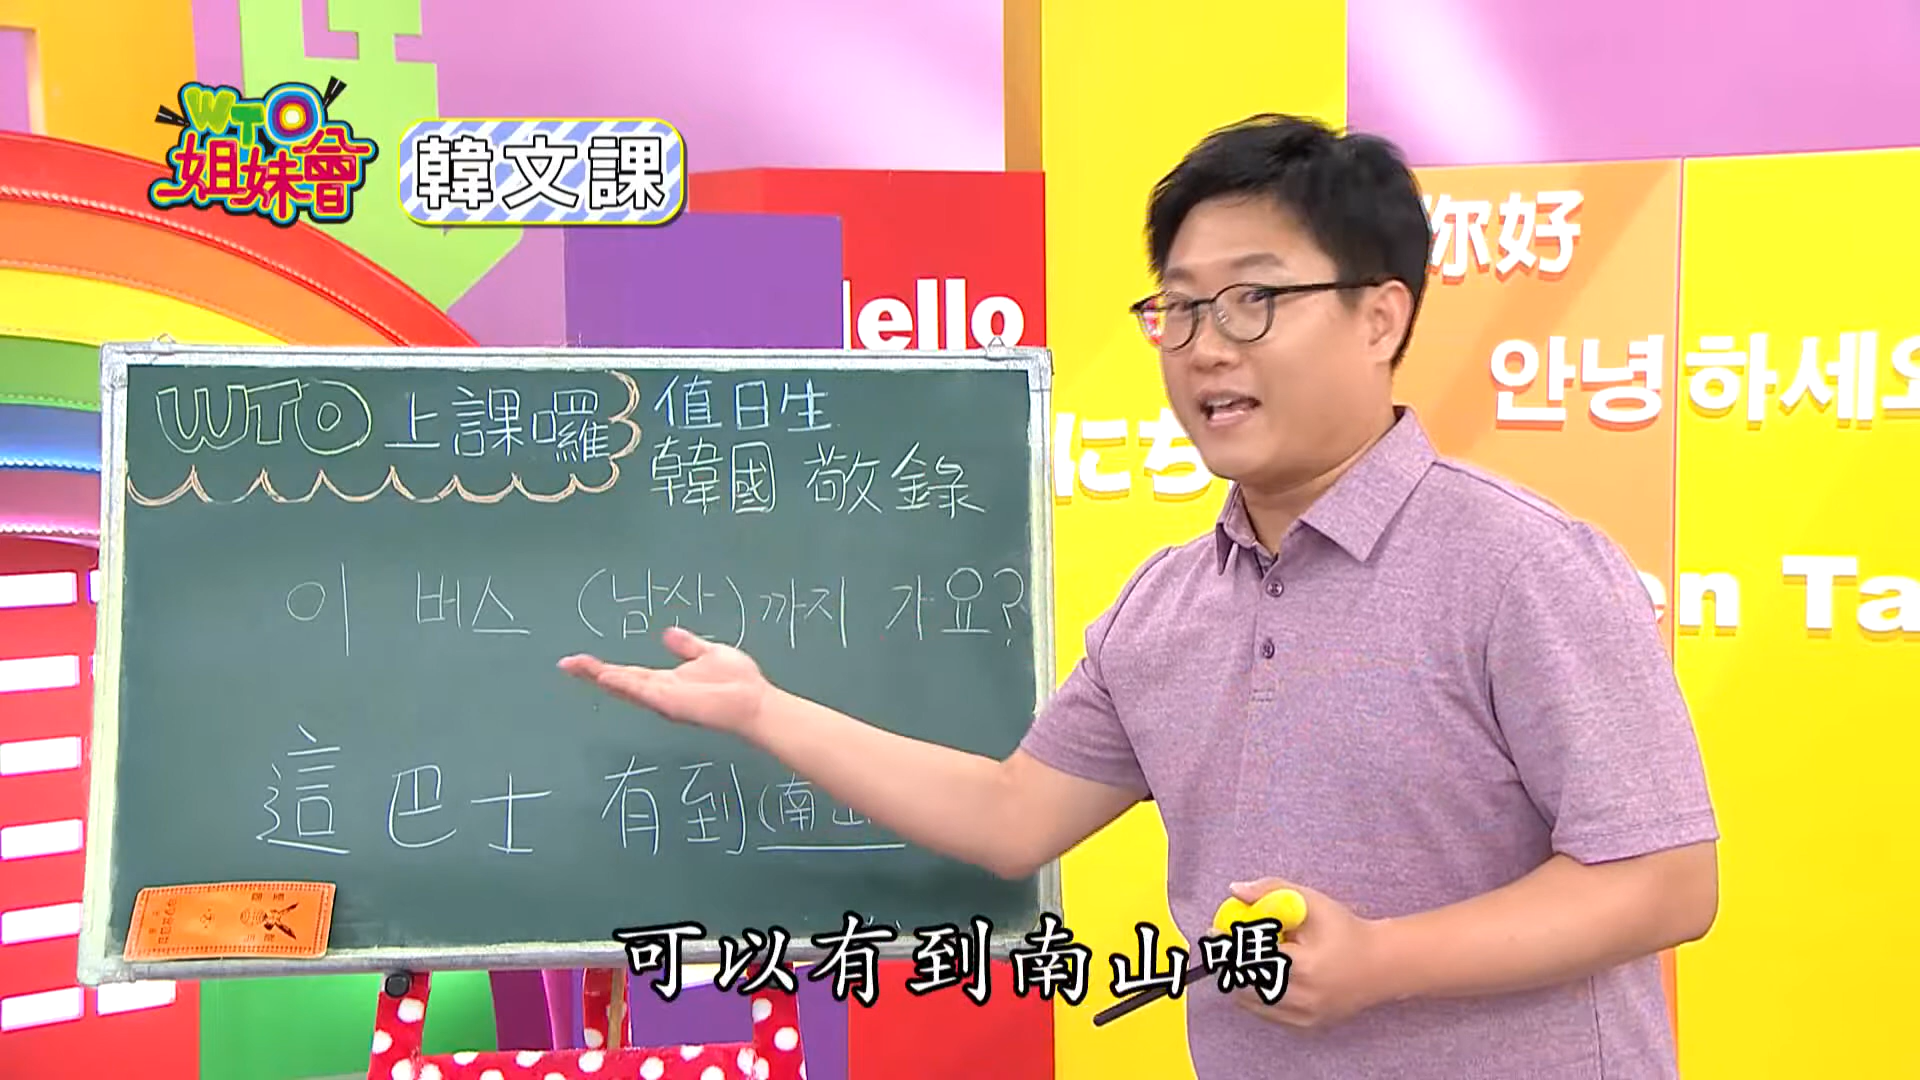 WTO
姐妹會
韓文課
你好
ello
안녕하세
にち
en Ta
WTO 上課囉
值日生
韓國 敬錄
이 버스 (남산)까지 가요?
這 巴士 有到(南山
可以有到南山嗎